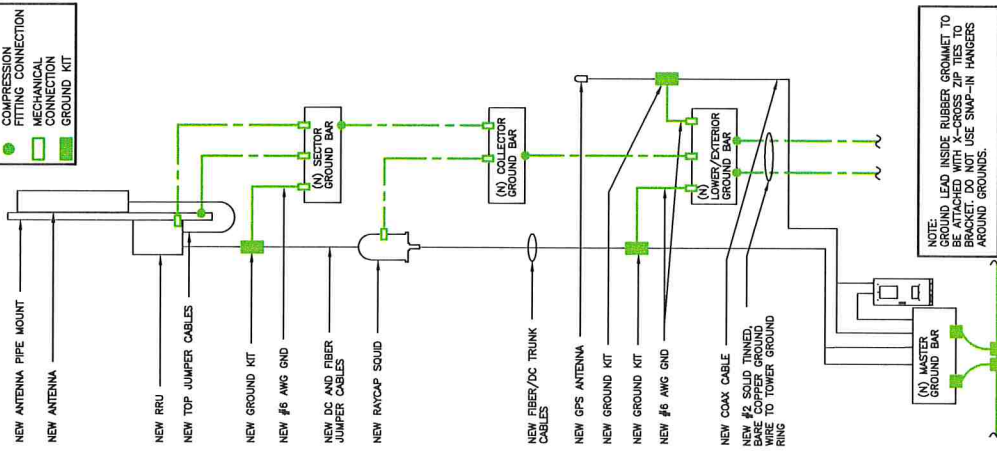 COMPRESSION
FITTING CONNECTION
MECHANICAL
CONNECTION
GROUND KIT
NEW ANTENNA PIPE MOUNT
NEW ANTENNA
NEW RRU
NEW TOP JUMPER CABLES
NEW GROUND KIT
NEW #6 AWG GND
NEW DC AND FIBER
JUMPER CABLES
NEW RAYCAP SQUID
NEW FIBER/DC TRUNK
CABLES
NEW GPS ANTENNA
NEW GROUND KIT
NEW GROUND KIT
NEW #6 AWG GND
NEW COAX CABLE
NEW #2 SOLID TINNED,
BARE COPPER GROUND
WIRE TO TOWER GROUND
RING
(N) SECTOR
GROUND BAR
(N) COLLECTOR
GROUND BAR
(N)
LOWER/EXTERIOR
GROUND BAR
(N) MASTER
GROUND BAR
NOTE:
GROUND LEAD INSIDE RUBBER GROMMET TO
BE ATTACHED WITH X-CROSS ZIP TIES TO
BRACKET. DO NOT USE SNAP-IN HANGERS
AROUND GROUNDS.